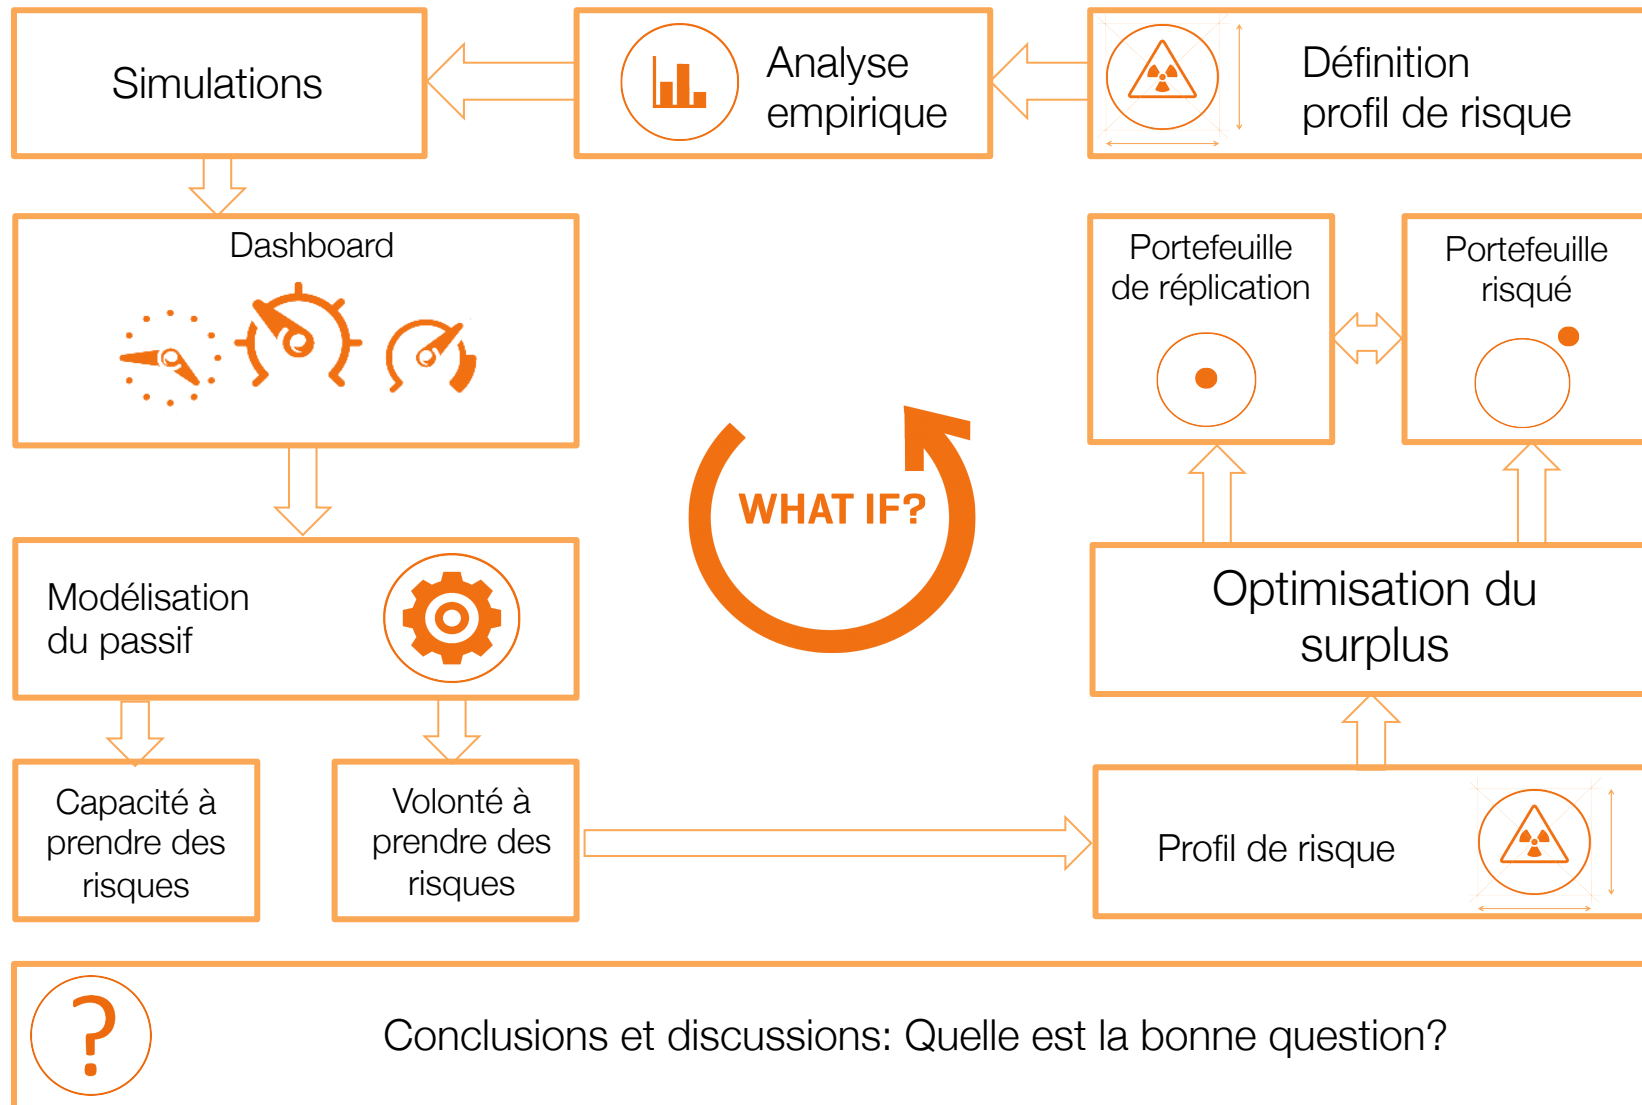 Simulations
Analyse
empirique
Définition
profil de risque
Dashboard
Portefeuille
de réplication
Portefeuille
risqué
WHAT IF?
Modélisation
du passif
Optimisation du
surplus
Capacité à
prendre des
risques
Volonté à
prendre des
risques
Profil de risque
?
Conclusions et discussions: Quelle est la bonne question?